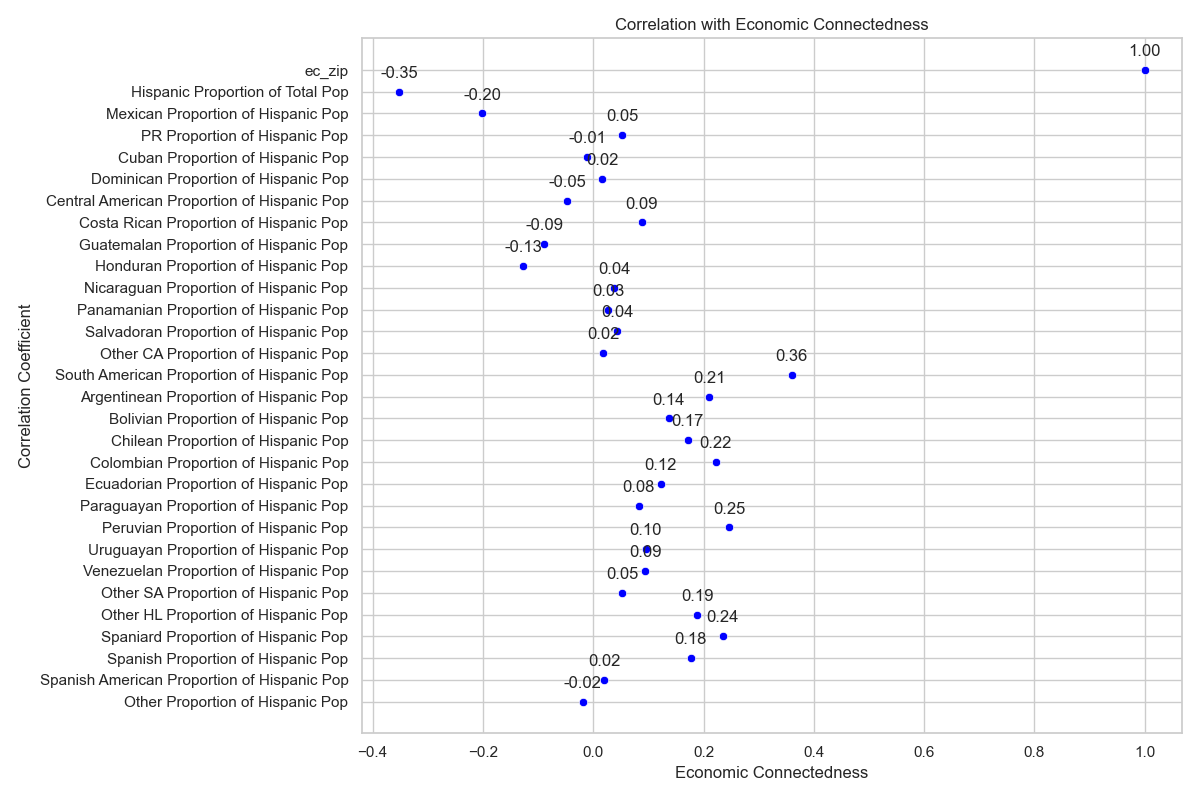 Correlation with Economic Connectedness
1.00
ec_zip
-0.35
Hispanic Proportion of Total Pop
-0.20
Mexican Proportion of Hispanic Pop
0.05
PR Proportion of Hispanic Pop
-0.01
Cuban Proportion of Hispanic Pop
0.02
Dominican Proportion of Hispanic Pop
-0.05
Central American Proportion of Hispanic Pop
0.09
Costa Rican Proportion of Hispanic Pop
-0.09
Guatemalan Proportion of Hispanic Pop
-0.13
Honduran Proportion of Hispanic Pop
0.04
Nicaraguan Proportion of Hispanic Pop
0.03
Panamanian Proportion of Hispanic Pop
0.04
Salvadoran Proportion of Hispanic Pop
0.02
Other CA Proportion of Hispanic Pop
0.36
South American Proportion of Hispanic Pop
0.21
Argentinean Proportion of Hispanic Pop
0.14
Bolivian Proportion of Hispanic Pop
0.17
Chilean Proportion of Hispanic Pop
0.22
Colombian Proportion of Hispanic Pop
0.12
Ecuadorian Proportion of Hispanic Pop
0.08
Paraguayan Proportion of Hispanic Pop
0.25
Peruvian Proportion of Hispanic Pop
0.10
Uruguayan Proportion of Hispanic Pop
0.09
Venezuelan Proportion of Hispanic Pop
0.05
Other SA Proportion of Hispanic Pop
0.19
Other HL Proportion of Hispanic Pop
0.24
Spaniard Proportion of Hispanic Pop
0.18
Spanish Proportion of Hispanic Pop
0.02
Spanish American Proportion of Hispanic Pop
-0.02
Other Proportion of Hispanic Pop
Correlation Coefficient
−0.4 −0.2 0.0 0.2 0.4 0.6 0.8 1.0
Economic Connectedness